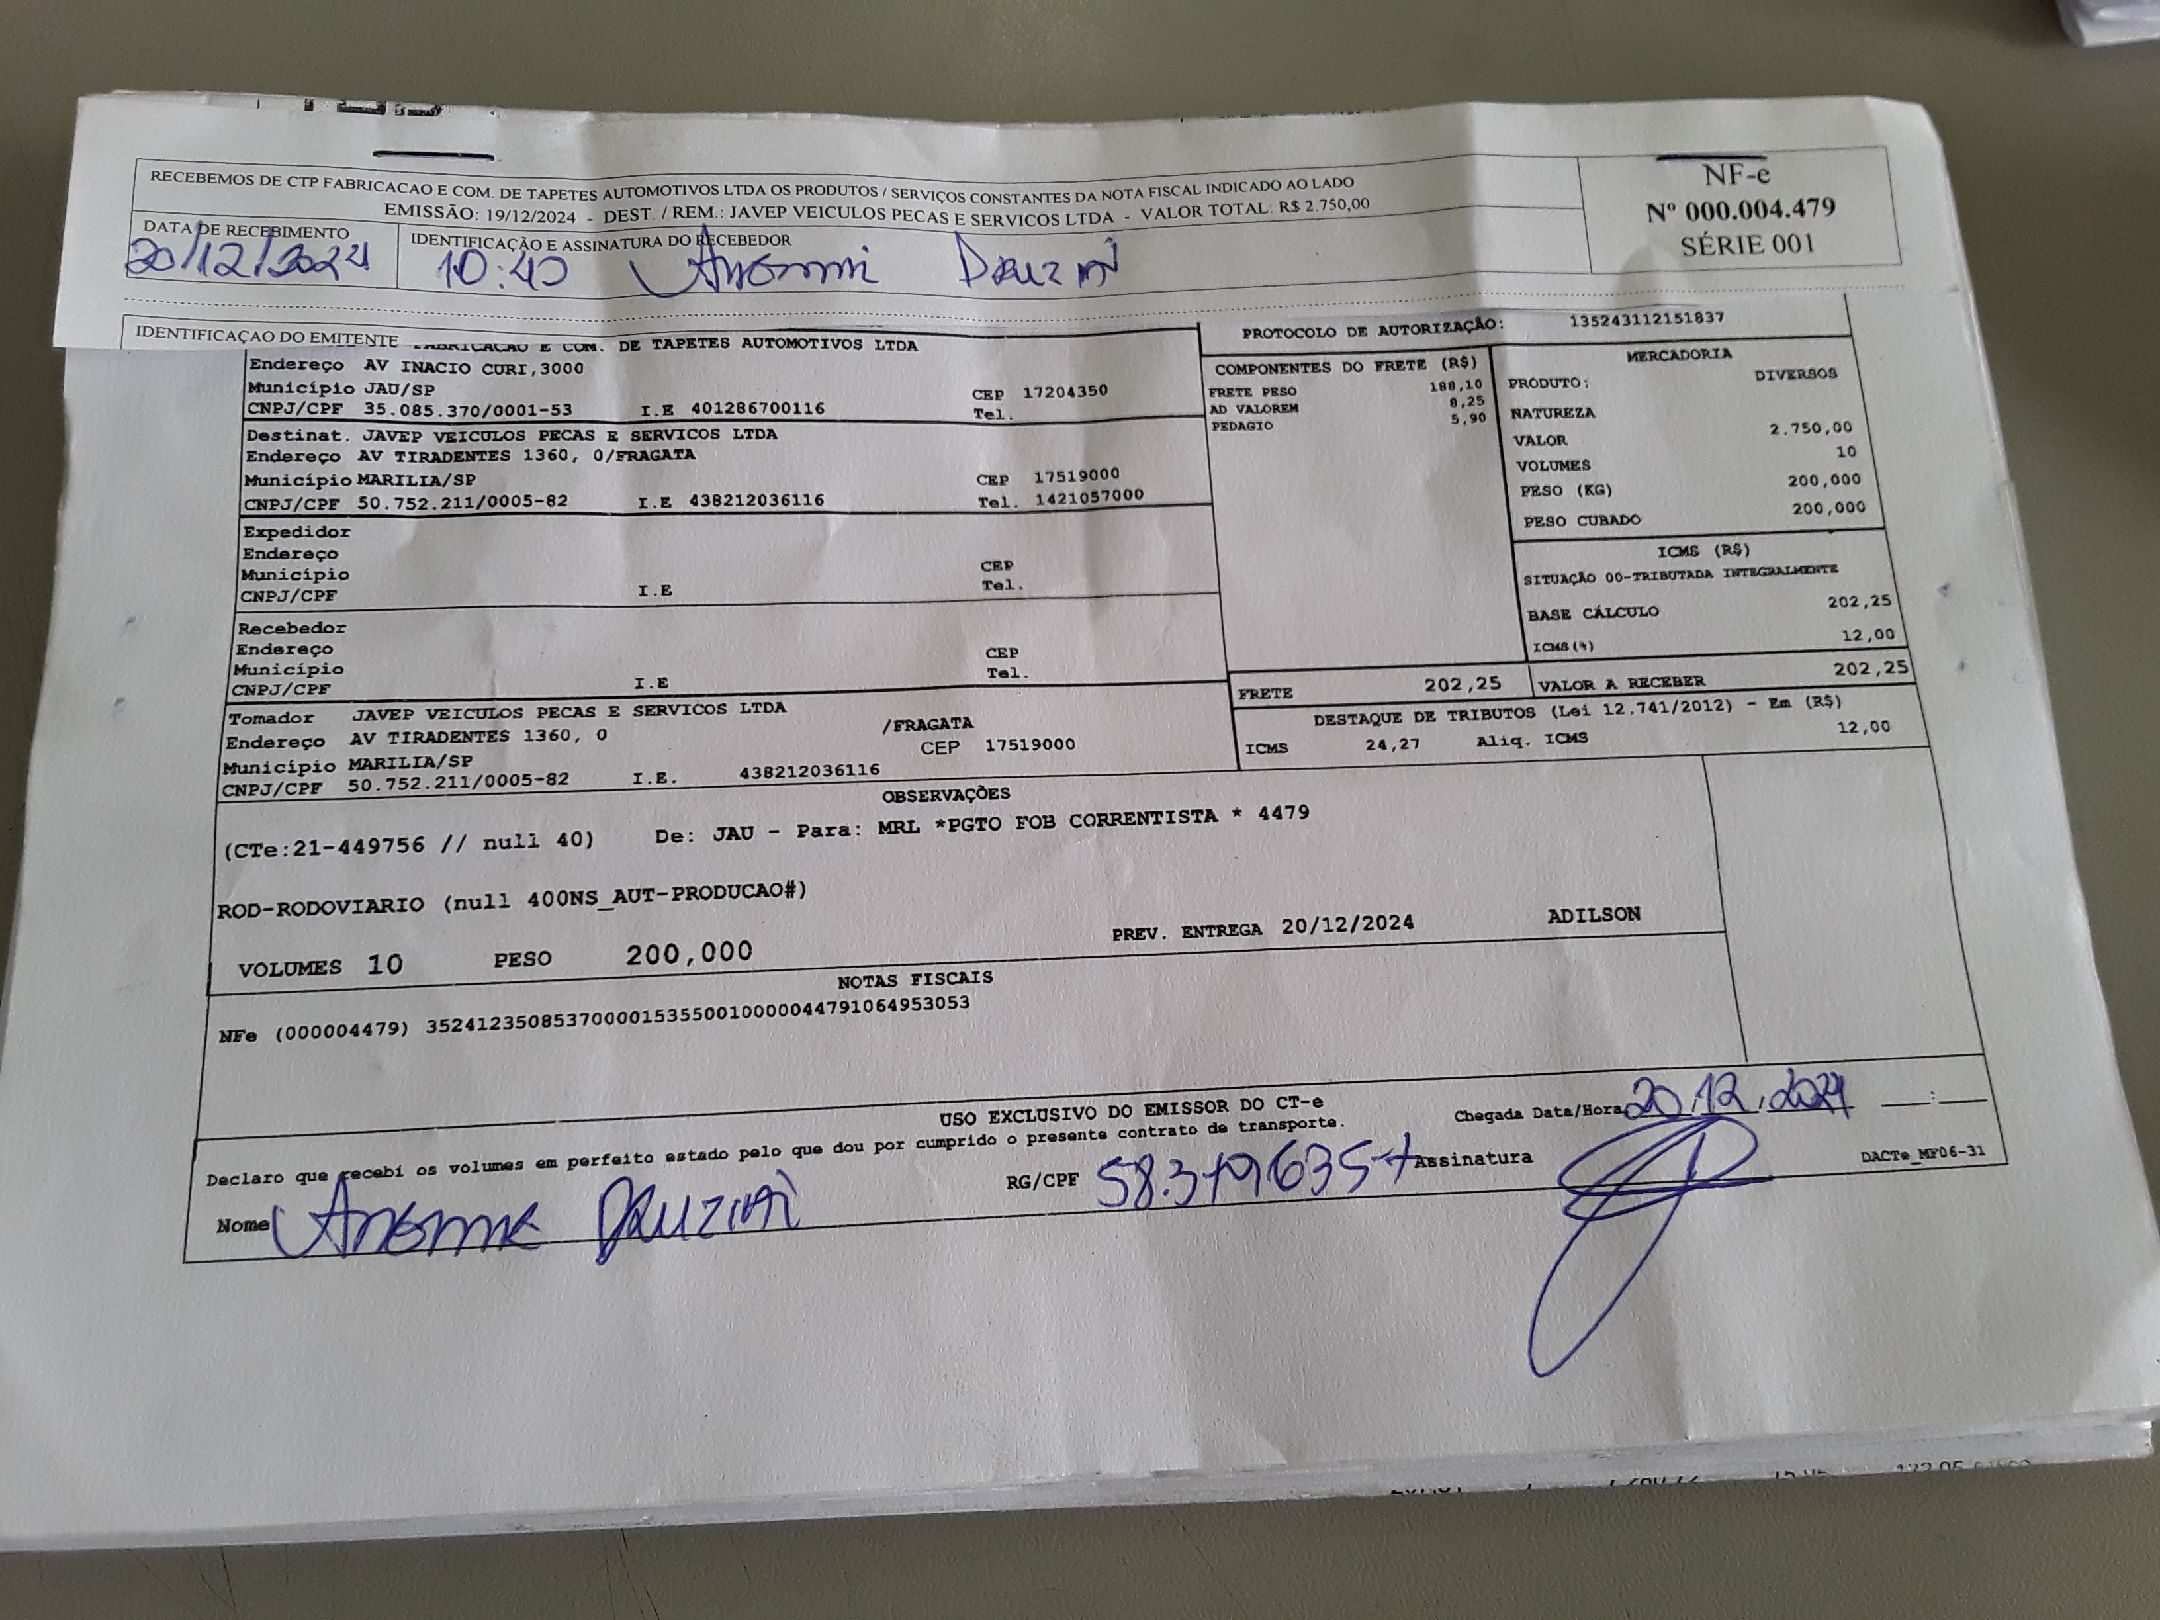 RECEBEMOS DE CTP FABRICACAO E COM. DE TAPETES AUTOMOTIVOS LTDA OS PRODUTOS / SERVIÇOS CONSTANTES DA NOTA FISCAL INDICADO AO LADO
EMISSÃO: 19/12/2024 - DEST. / REM.: JAVEP VEICULOS PECAS E SERVICOS LTDA - VALOR TOTAL: R$ 2.750,00
NF-e
Nº 000.004.479
SÉRIE 001
DATA DE RECEBIMENTO
20/12/2024
IDENTIFICAÇÃO E ASSINATURA DO RECEBEDOR
10:40
IDENTIFICAÇAO DO EMITENTE
FABRICACAO E COM. DE TAPETES AUTOMOTIVOS LTDA
Endereço AV INACIO CURI,3000
Município JAU/SP CEP 17204350
CNPJ/CPF 35.085.370/0001-53 I.E 401286700116 Tel.
Destinat. JAVEP VEICULOS PECAS E SERVICOS LTDA
Endereço AV TIRADENTES 1360, 0/FRAGATA
Município MARILIA/SP CEP 17519000
CNPJ/CPF 50.752.211/0005-82 I.E 438212036116 Tel. 1421057000
Expedidor
Endereço
Município CEP
CNPJ/CPF I.E Tel.
Recebedor
Endereço
Município CEP
CNPJ/CPF I.E Tel.
Tomador JAVEP VEICULOS PECAS E SERVICOS LTDA
Endereço AV TIRADENTES 1360, 0 /FRAGATA
Município MARILIA/SP CEP 17519000
CNPJ/CPF 50.752.211/0005-82 I.E. 438212036116
PROTOCOLO DE AUTORIZAÇÃO: 135243112151837
COMPONENTES DO FRETE (R$)
FRETE PESO 188,10
AD VALOREM 8,25
PEDAGIO 5,90
MERCADORIA
PRODUTO: DIVERSOS
NATUREZA
VALOR 2.750,00
VOLUMES 10
PESO (KG) 200,000
PESO CUBADO 200,000
ICMS (R$)
SITUAÇÃO 00-TRIBUTADA INTEGRALMENTE
BASE CÁLCULO 202,25
ICMS(%) 12,00
FRETE 202,25 VALOR A RECEBER 202,25
DESTAQUE DE TRIBUTOS (Lei 12.741/2012) - Em (R$)
ICMS 24,27 Aliq. ICMS 12,00
OBSERVAÇÕES
(CTe:21-449756 // null 40) De: JAU - Para: MRL *PGTO FOB CORRENTISTA * 4479
ROD-RODOVIARIO (null 400NS_AUT-PRODUCAO#)
VOLUMES 10 PESO 200,000 PREV. ENTREGA 20/12/2024 ADILSON
NOTAS FISCAIS
NFe (000004479) 35241235085370000153550010000044791064953053
USO EXCLUSIVO DO EMISSOR DO CT-e
Chegada Data/Hora 20.12.2024 __:__
Declaro que recebi os volumes em perfeito estado pelo que dou por cumprido o presente contrato de transporte.
Nome RG/CPF 58.3796357 Assinatura
DACTe_MF06-31